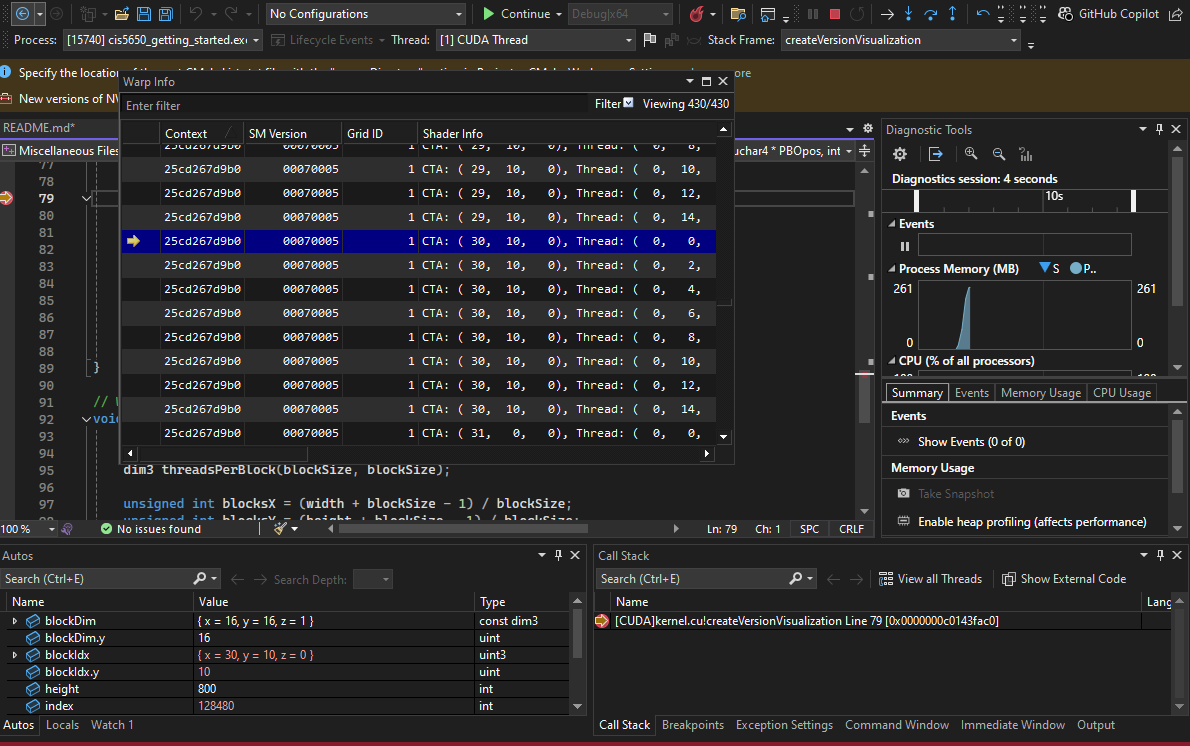 No Configurations Continue Debug|x64 GitHub Copilot
Process: [15740] cis5650_getting_started.exe Lifecycle Events Thread: [1] CUDA Thread Stack Frame: createVersionVisualization
Specify the location
New versions of
Warp Info
Enter filter Filter Viewing 430/430
README.md*
Miscellaneous Files
uchar4 * PBOpos, int
Context SM Version Grid ID Shader Info
25cd267d9b0 00070005 1 CTA: ( 29, 10, 0), Thread: ( 0, 8,
25cd267d9b0 00070005 1 CTA: ( 29, 10, 0), Thread: ( 0, 10,
25cd267d9b0 00070005 1 CTA: ( 29, 10, 0), Thread: ( 0, 12,
25cd267d9b0 00070005 1 CTA: ( 29, 10, 0), Thread: ( 0, 14,
25cd267d9b0 00070005 1 CTA: ( 30, 10, 0), Thread: ( 0, 0,
25cd267d9b0 00070005 1 CTA: ( 30, 10, 0), Thread: ( 0, 2,
25cd267d9b0 00070005 1 CTA: ( 30, 10, 0), Thread: ( 0, 4,
25cd267d9b0 00070005 1 CTA: ( 30, 10, 0), Thread: ( 0, 6,
25cd267d9b0 00070005 1 CTA: ( 30, 10, 0), Thread: ( 0, 8,
25cd267d9b0 00070005 1 CTA: ( 30, 10, 0), Thread: ( 0, 10,
25cd267d9b0 00070005 1 CTA: ( 30, 10, 0), Thread: ( 0, 12,
25cd267d9b0 00070005 1 CTA: ( 30, 10, 0), Thread: ( 0, 14,
25cd267d9b0 00070005 1 CTA: ( 31, 0, 0), Thread: ( 0, 0,
77
78
79
80
81
82
83
84
85
86
87
88
89 }
90
91 //
92 void
93
94
95 dim3 threadsPerBlock(blockSize, blockSize);
96
97 unsigned int blocksX = (width + blockSize - 1) / blockSize;
100 % No issues found Ln: 79 Ch: 1 SPC CRLF
Diagnostic Tools
Diagnostics session: 4 seconds
10s
Events
Process Memory (MB) S P..
261 261
0 0
CPU (% of all processors)
100 100
Summary Events Memory Usage CPU Usage
Events
Show Events (0 of 0)
Memory Usage
Take Snapshot
Enable heap profiling (affects performance)
Autos
Search (Ctrl+E) Search Depth:
Name Value Type
blockDim { x = 16, y = 16, z = 1 } const dim3
blockDim.y 16 uint
blockIdx { x = 30, y = 10, z = 0 } uint3
blockIdx.y 10 uint
height 800 int
index 128480 int
Autos Locals Watch 1
Call Stack
Search (Ctrl+E) View all Threads Show External Code
Name Lang
[CUDA]kernel.cu!createVersionVisualization Line 79 [0x0000000c0143fac0]
Call Stack Breakpoints Exception Settings Command Window Immediate Window Output